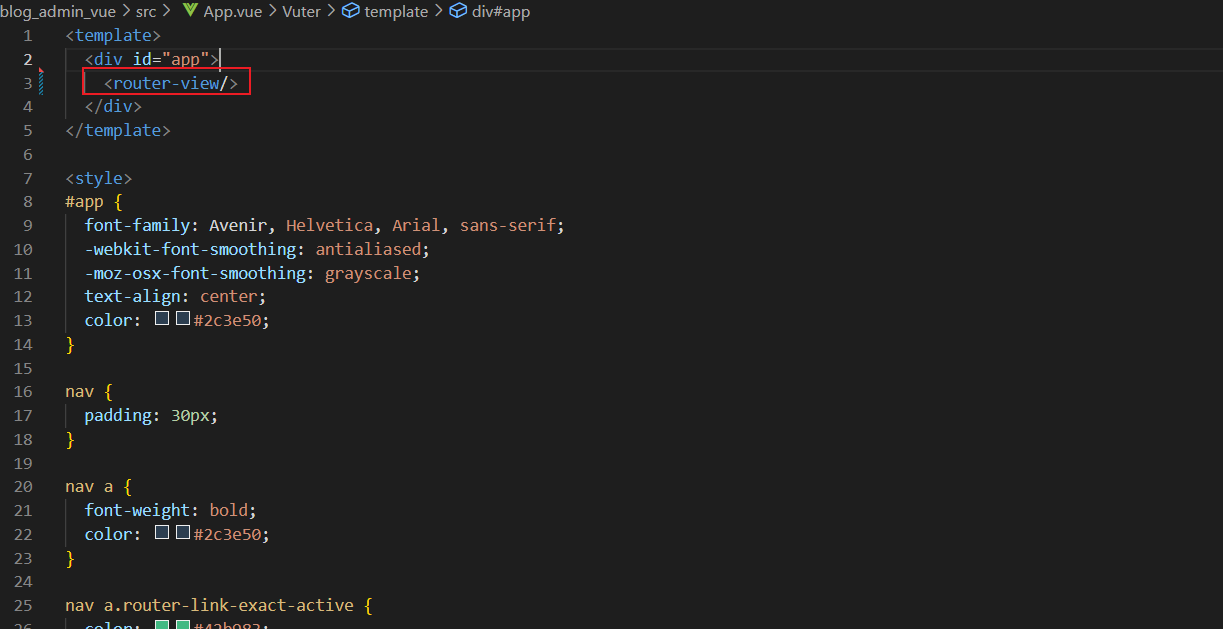 blog_admin_vue > src > App.vue > Vuter > template > div#app
1 <template>
2 <div id="app">
3 <router-view/>
4 </div>
5 </template>
6
7 <style>
8 #app {
9 font-family: Avenir, Helvetica, Arial, sans-serif;
10 -webkit-font-smoothing: antialiased;
11 -moz-osx-font-smoothing: grayscale;
12 text-align: center;
13 color: #2c3e50;
14 }
15
16 nav {
17 padding: 30px;
18 }
19
20 nav a {
21 font-weight: bold;
22 color: #2c3e50;
23 }
24
25 nav a.router-link-exact-active {
26 color: #42b983;